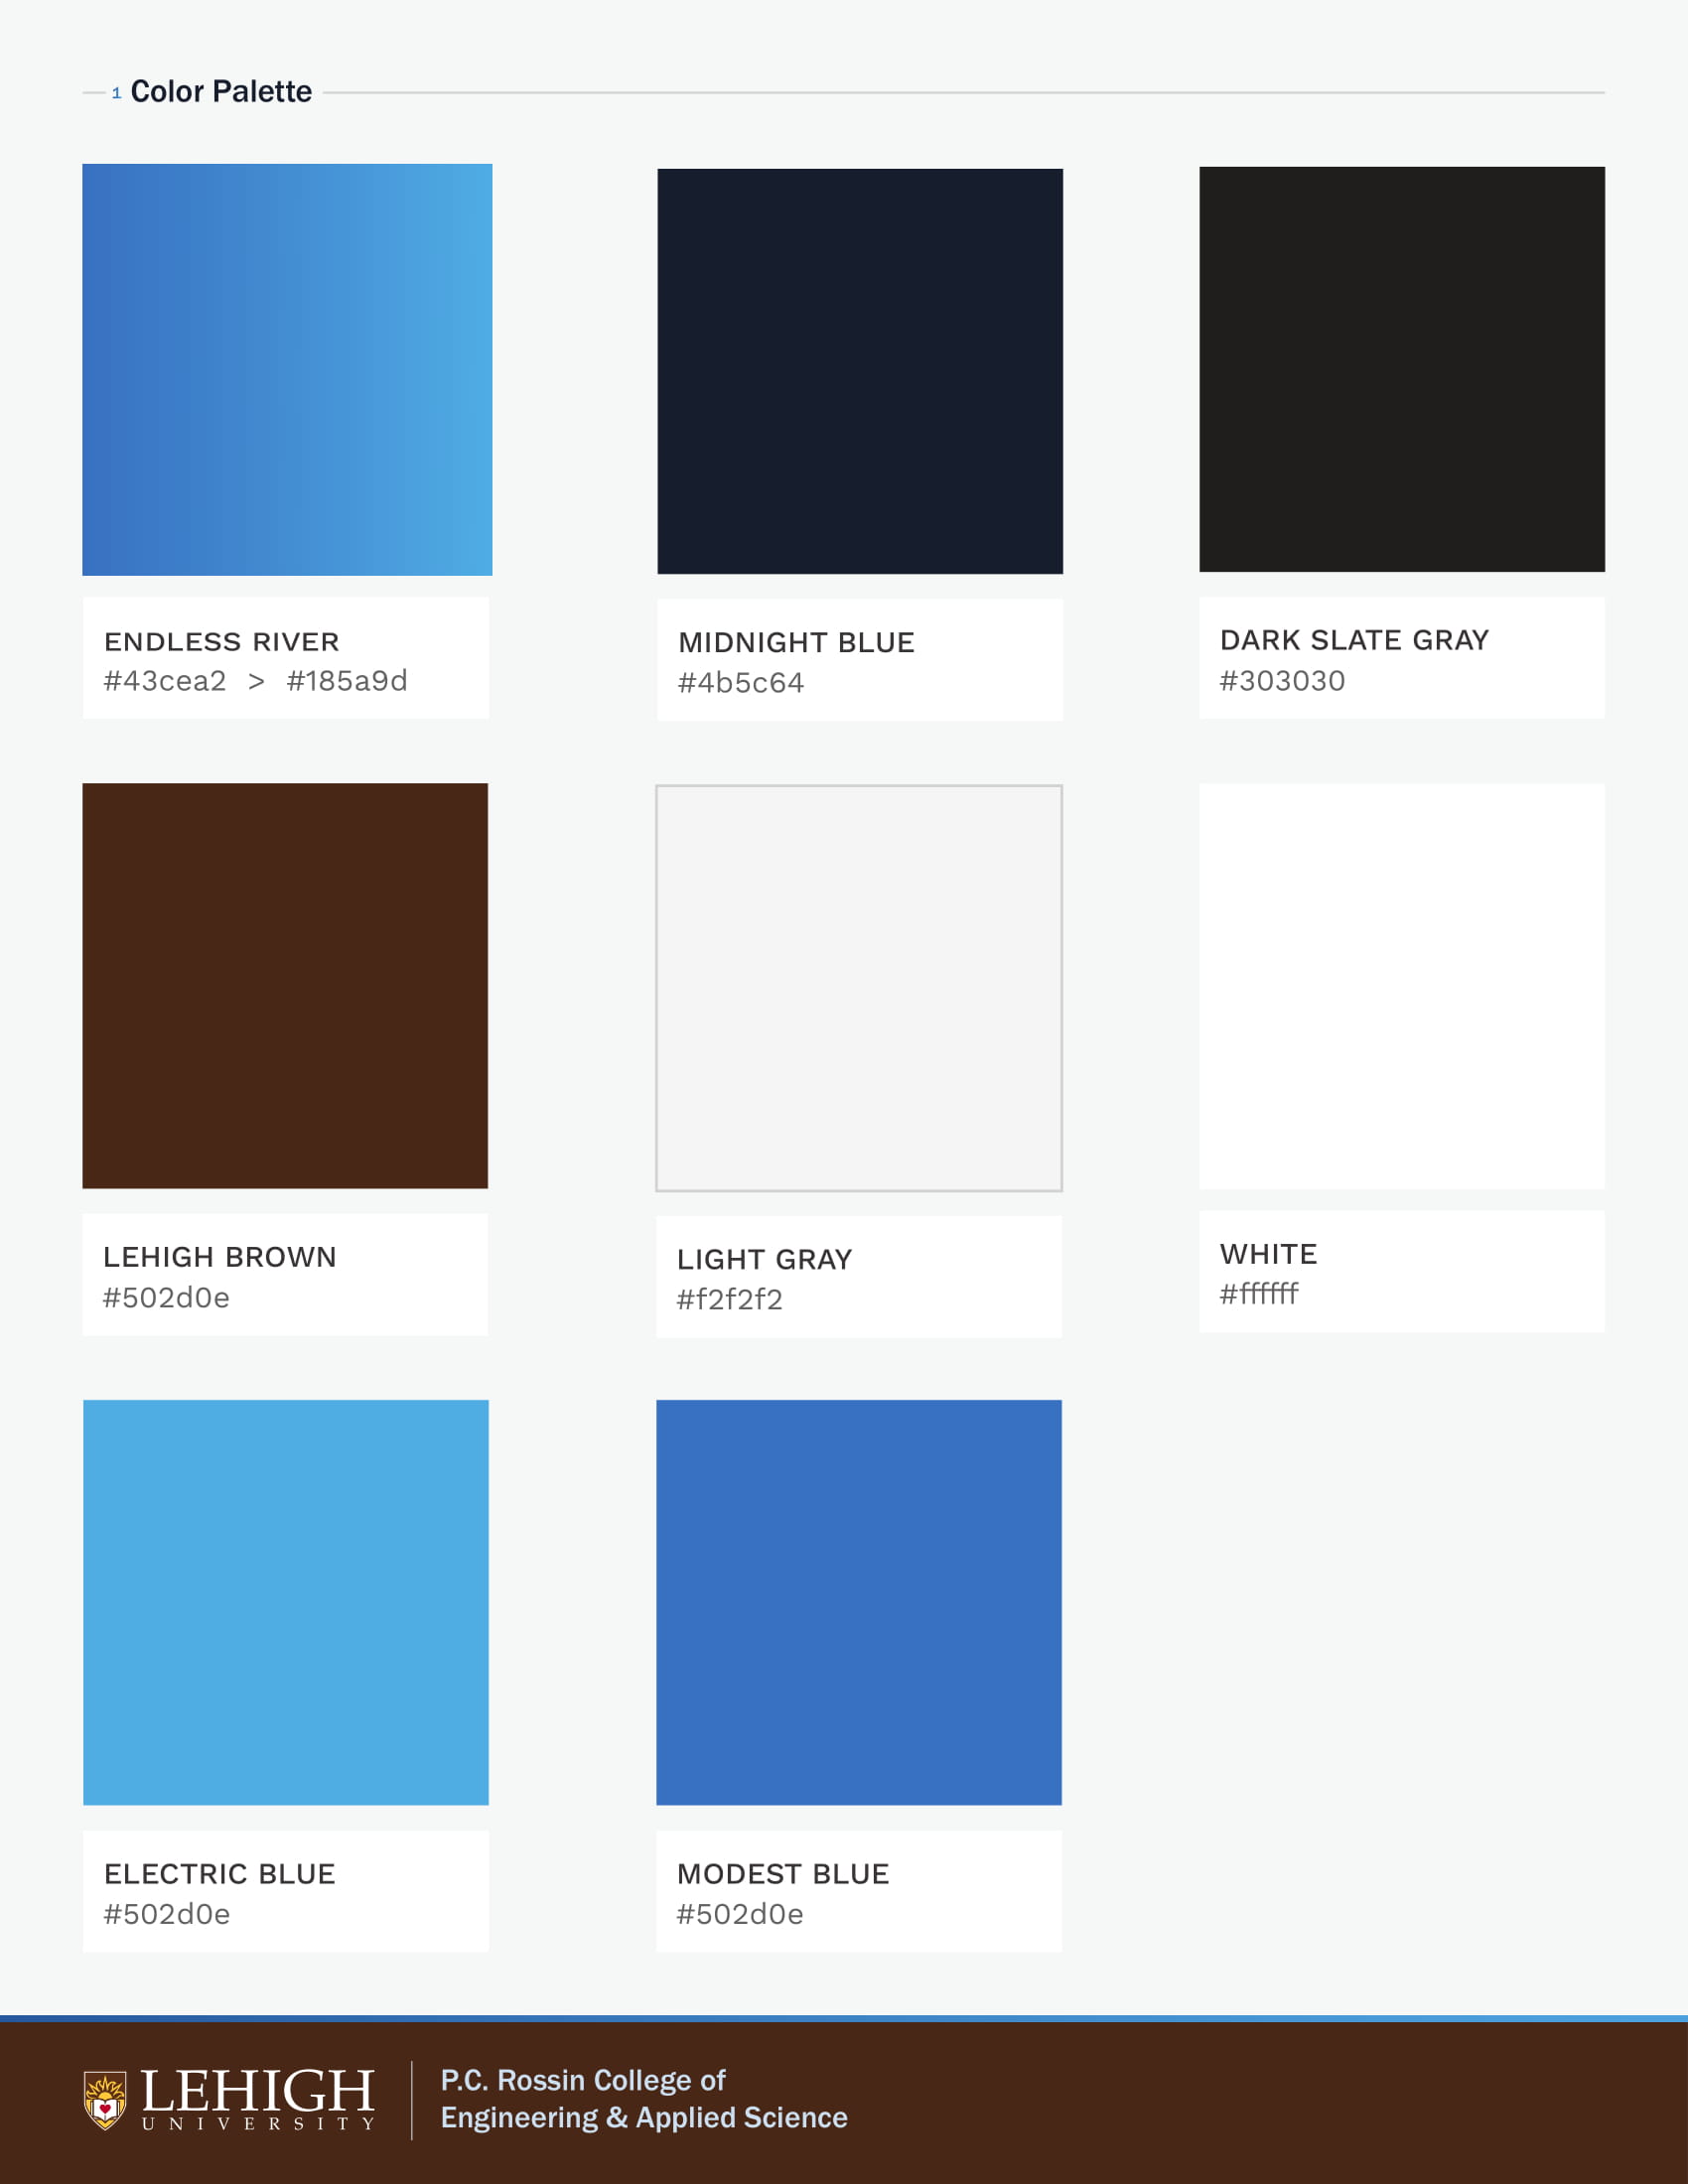 1 Color Palette
ENDLESS RIVER
#43cea2 > #185a9d
MIDNIGHT BLUE
#4b5c64
DARK SLATE GRAY
#303030
LEHIGH BROWN
#502d0e
LIGHT GRAY
#f2f2f2
WHITE
#ffffff
ELECTRIC BLUE
#502d0e
MODEST BLUE
#502d0e
LEHIGH
UNIVERSITY
P.C. Rossin College of
Engineering & Applied Science